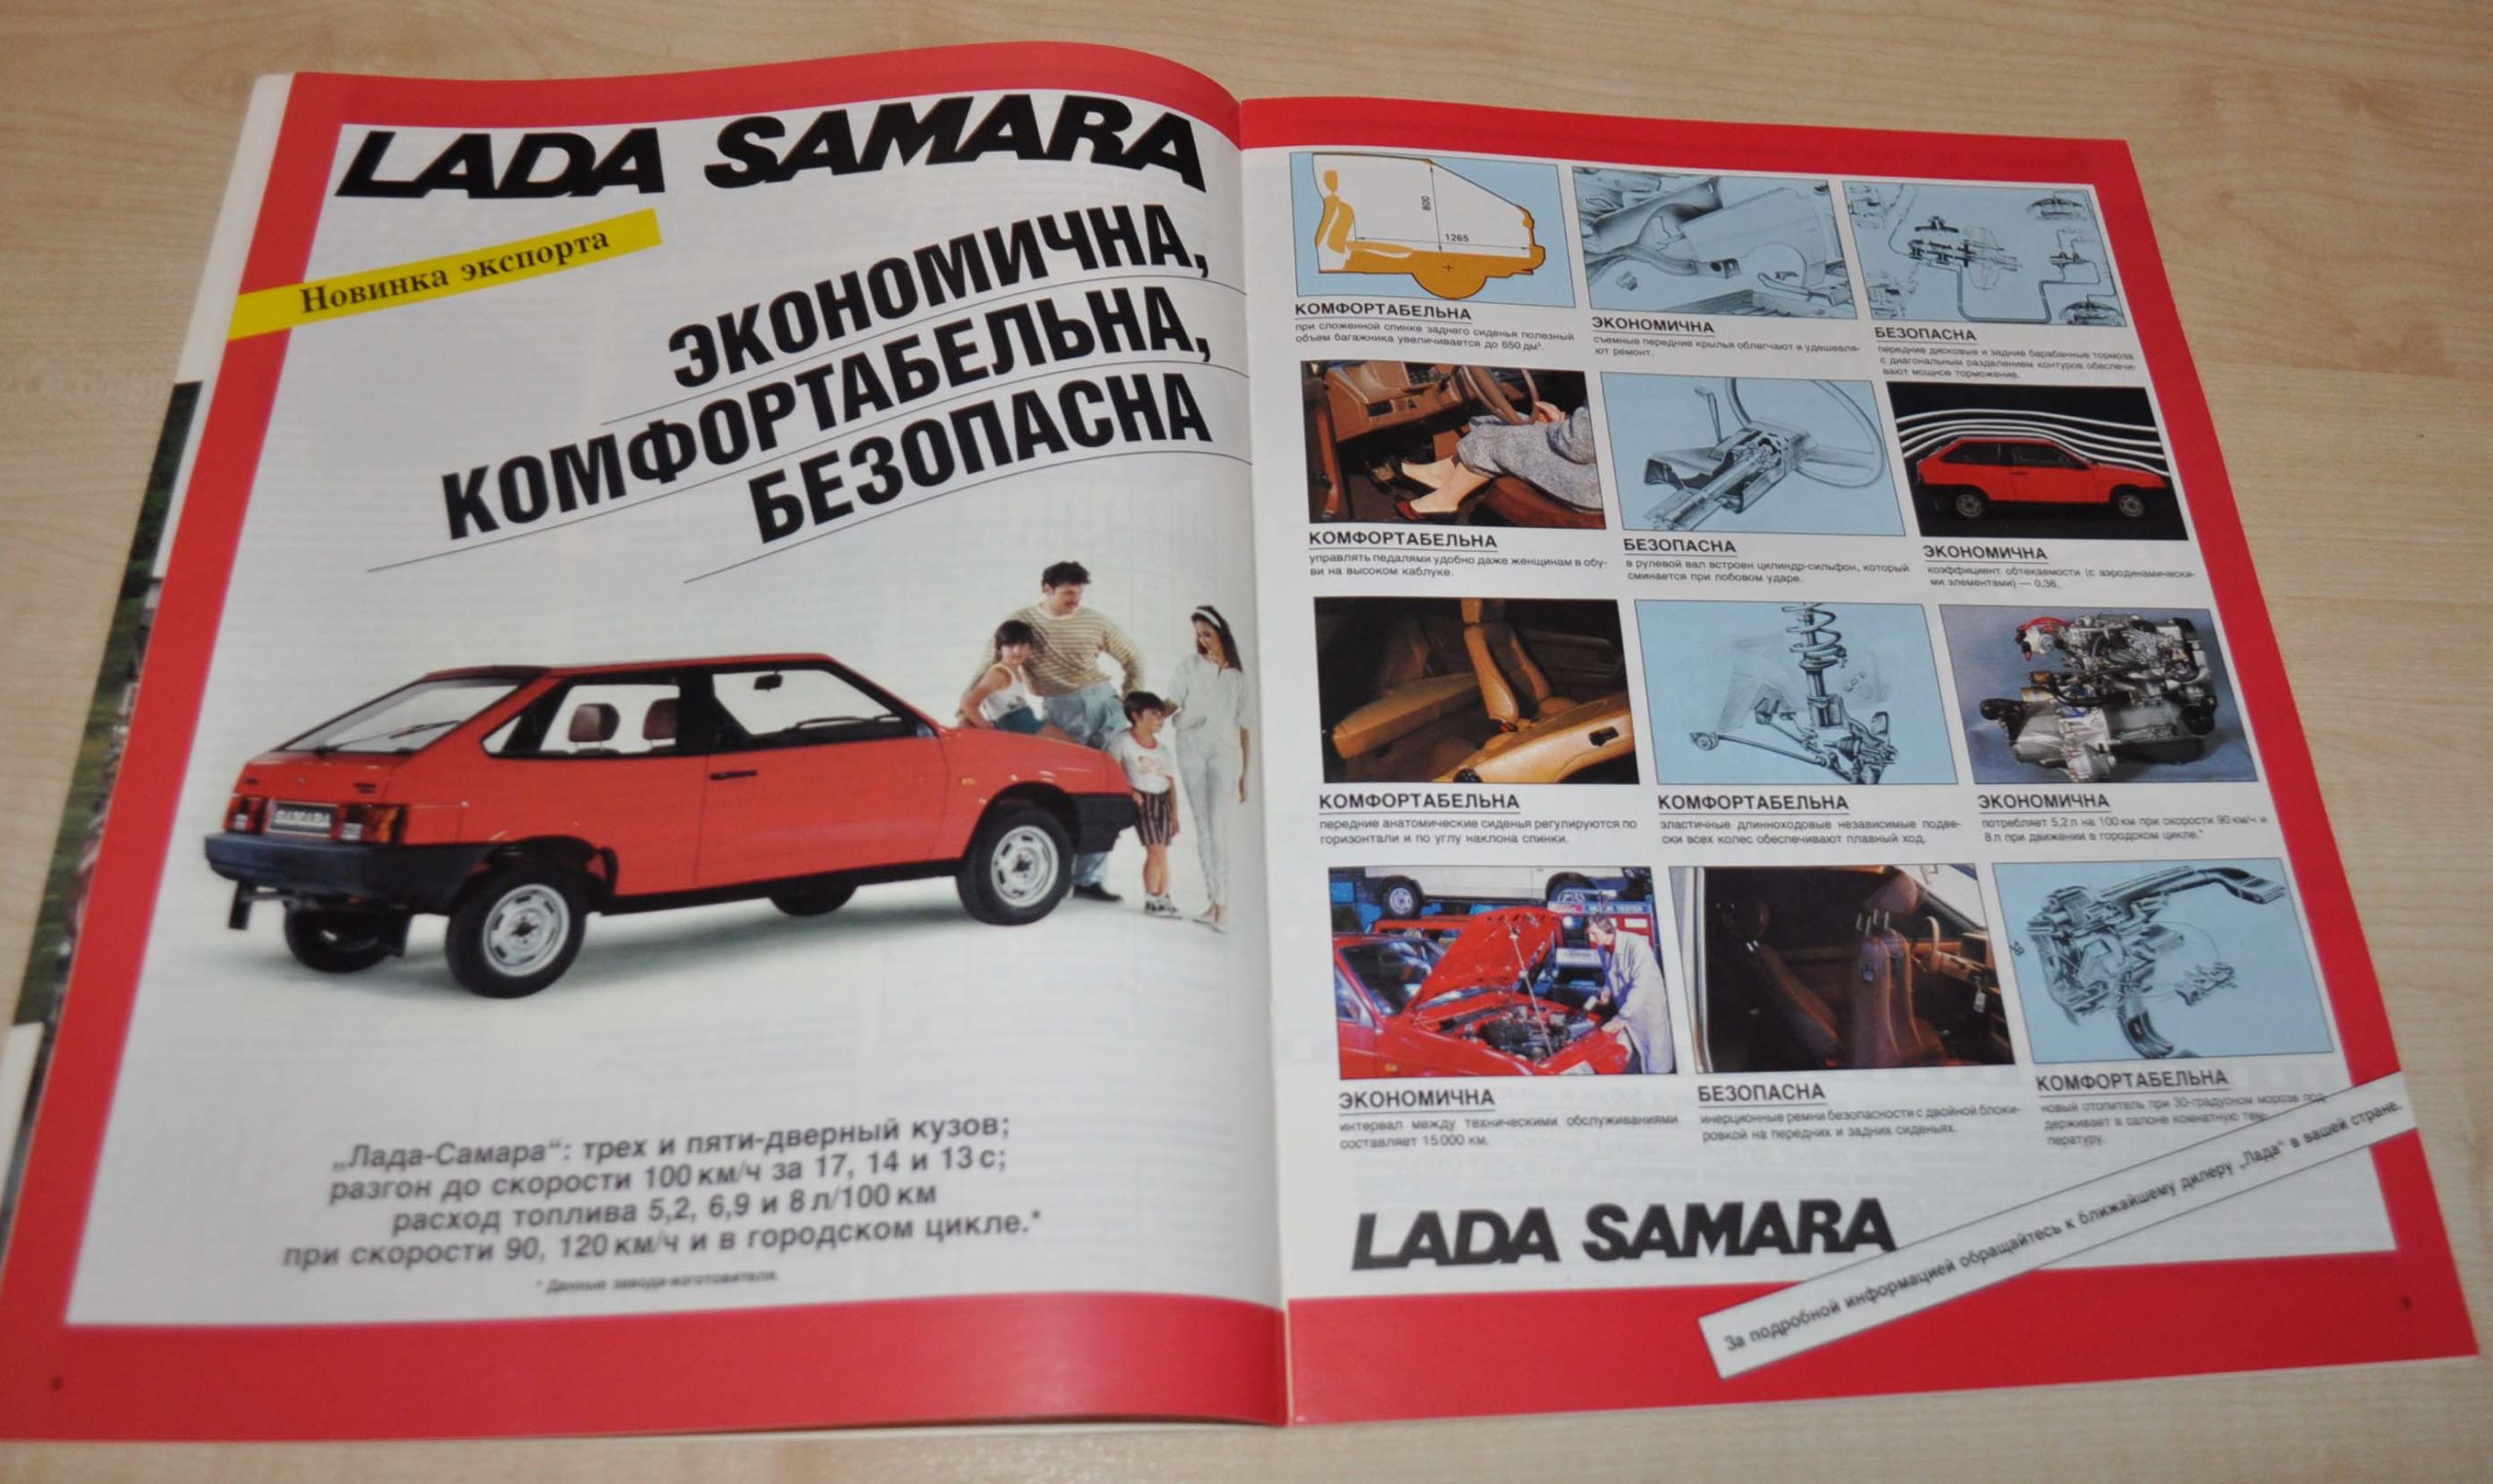 LADA SAMARA
Новинка экспорта
ЭКОНОМИЧНА,
КОМФОРТАБЕЛЬНА,
БЕЗОПАСНА
SAMARA
„Лада-Самара“: трех и пяти-дверный кузов;
разгон до скорости 100 км/ч за 17, 14 и 13 с;
расход топлива 5,2, 6,9 и 8 л/100 км
при скорости 90, 120 км/ч и в городском цикле.*
* Данные завода-изготовителя.
800
1265
КОМФОРТАБЕЛЬНА
при сложенной спинке заднего сиденья полезный
объем багажника увеличивается до 650 дм³.
ЭКОНОМИЧНА
съемные передние крылья облегчают и удешевля-
ют ремонт.
БЕЗОПАСНА
передние дисковые и задние барабанные тормоза
с диагональным разделением контуров обеспечи-
вают мощное торможение.
КОМФОРТАБЕЛЬНА
управлять педалями удобно даже женщинам в обу-
ви на высоком каблуке.
БЕЗОПАСНА
в рулевой вал встроен цилиндр-сильфон, который
сминается при лобовом ударе.
ЭКОНОМИЧНА
коэффициент обтекаемости (с аэродинамически-
ми элементами) — 0,36.
КОМФОРТАБЕЛЬНА
передние анатомические сиденья регулируются по
горизонтали и по углу наклона спинки.
КОМФОРТАБЕЛЬНА
эластичные длинноходовые независимые подве-
ски всех колес обеспечивают плавный ход.
ЭКОНОМИЧНА
потребляет 5,2 л на 100 км при скорости 90 км/ч и
8 л при движении в городском цикле.*
ЭКОНОМИЧНА
интервал между техническими обслуживаниями
составляет 15 000 км.
БЕЗОПАСНА
инерционные ремни безопасности с двойной блоки-
ровкой на передних и задних сиденьях.
КОМФОРТАБЕЛЬНА
новый отопитель при 30-градусном морозе под-
держивает в салоне комнатную тем-
пературу.
LADA SAMARA
За подробной информацией обращайтесь к ближайшему дилеру „Лада“ в вашей стране.